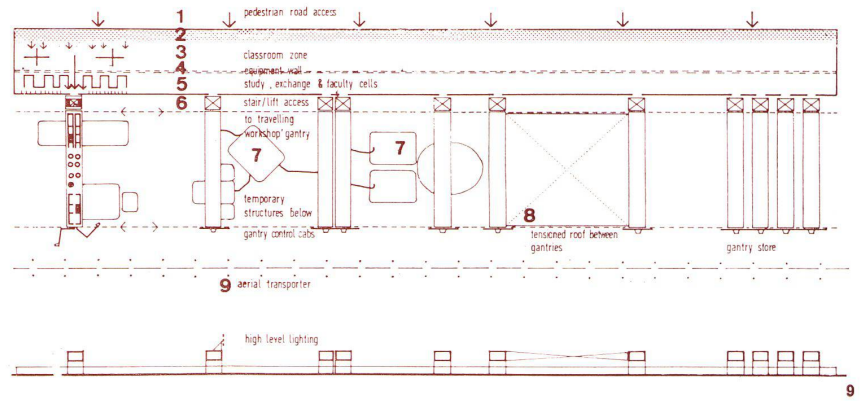 1 pedestrian road access
2
3 classroom zone
4 equipment wall
5 study , exchange & faculty cells
6 stair/lift access
to travelling
workshop' gantry
7
7
temporary
structures below
gantry control cabs
8
tensioned roof between
gantries
gantry store
9 aerial transporter
high level lighting
9